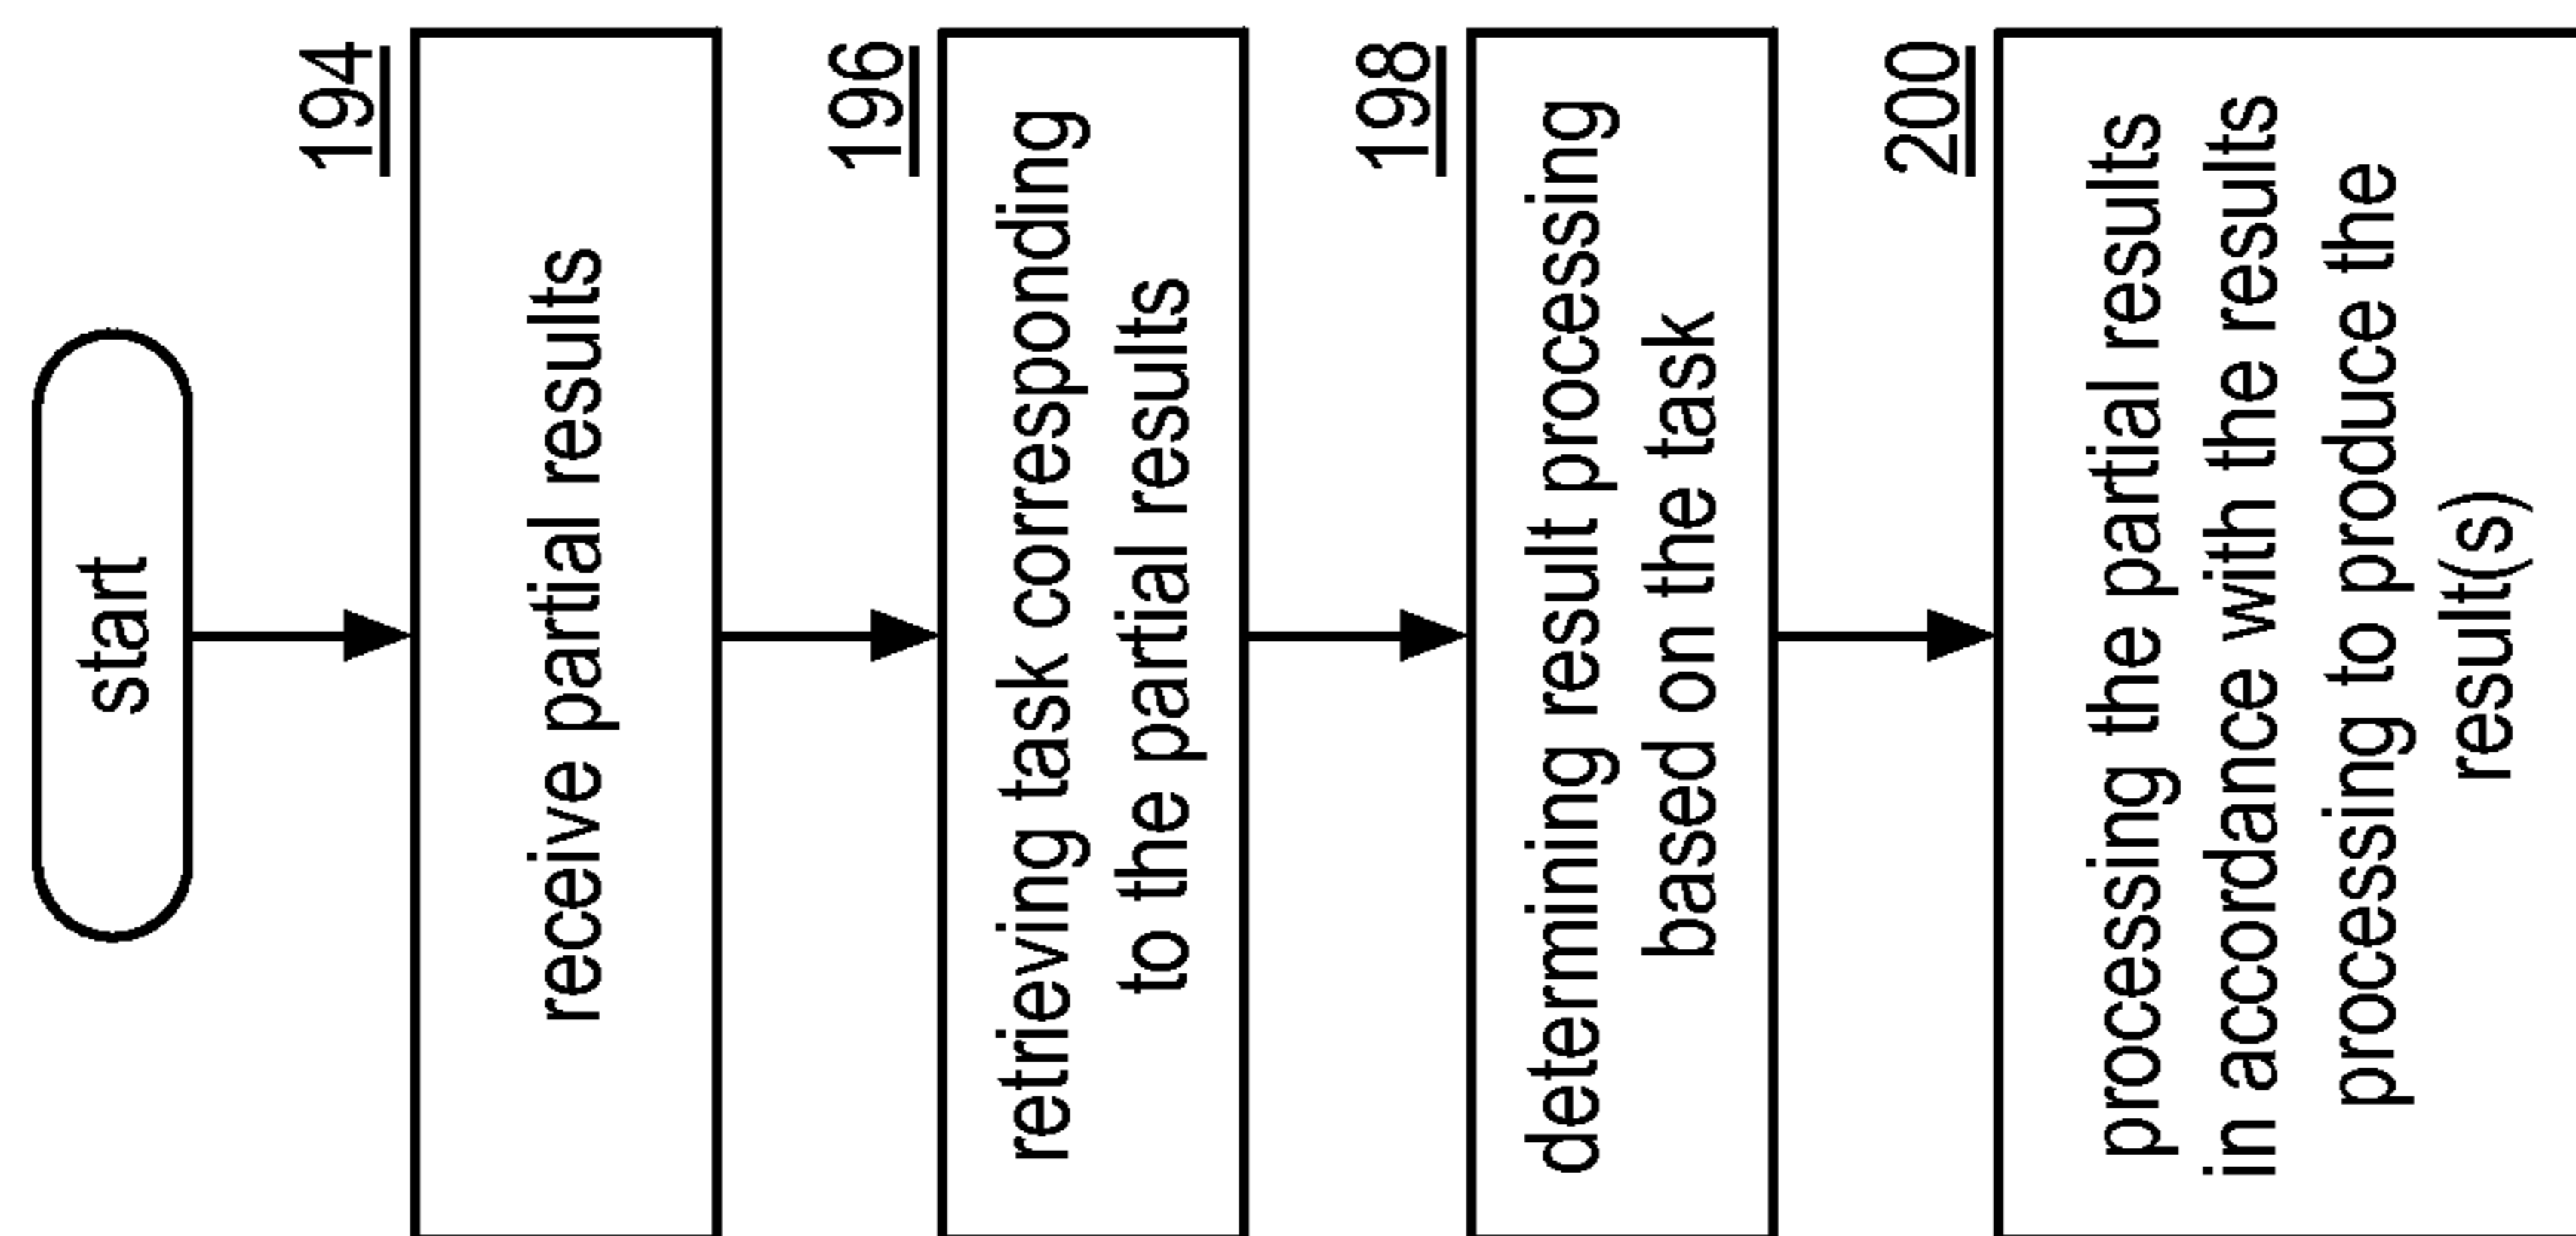 start
194
receive partial results
196
retrieving task corresponding
to the partial results
198
determining result processing
based on the task
200
processing the partial results
in accordance with the results
processing to produce the
result(s)